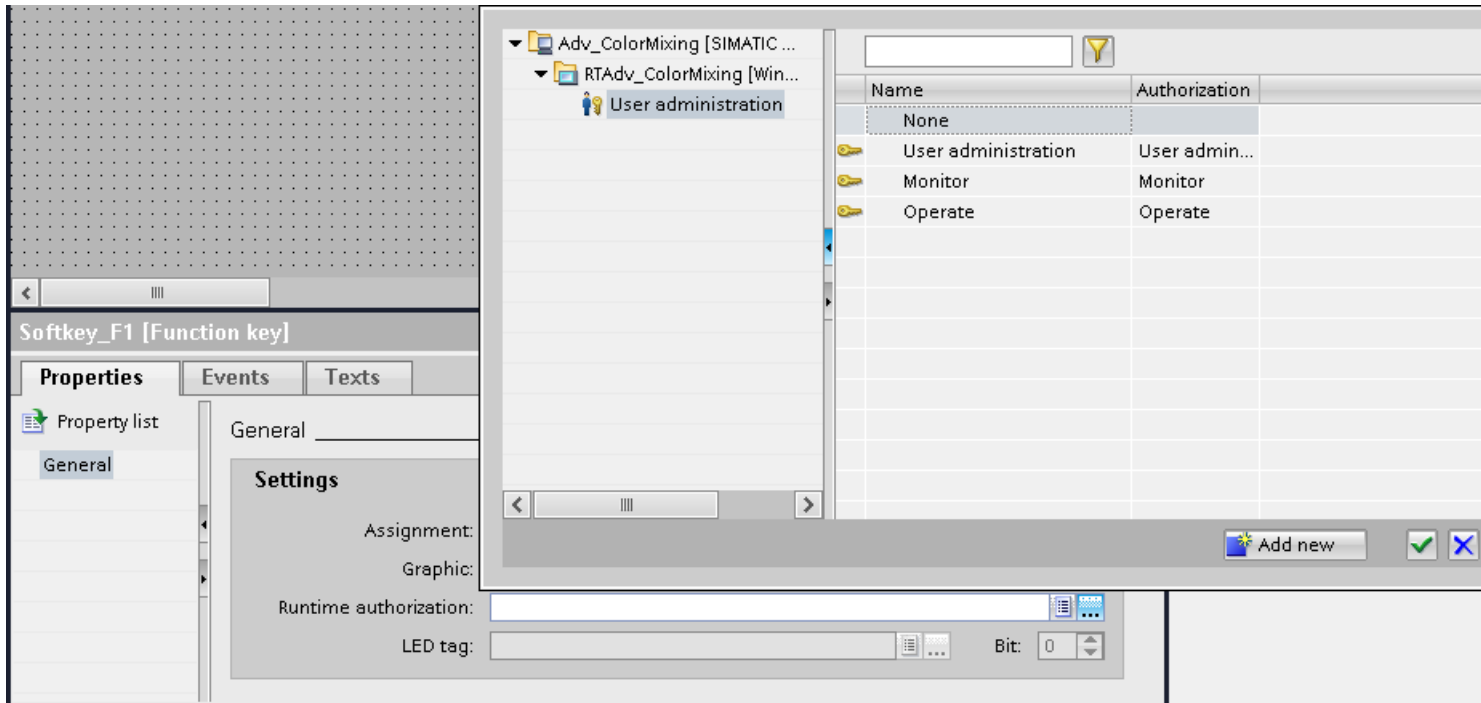 Adv_ColorMixing [SIMATIC ...
RTAdv_ColorMixing [Win...
User administration
Name Authorization
None
User administration User admin...
Monitor Monitor
Operate Operate
Add new
Softkey_F1 [Function key]
Properties Events Texts
Property list
General
General
Settings
Assignment:
Graphic:
Runtime authorization:
LED tag: Bit: 0